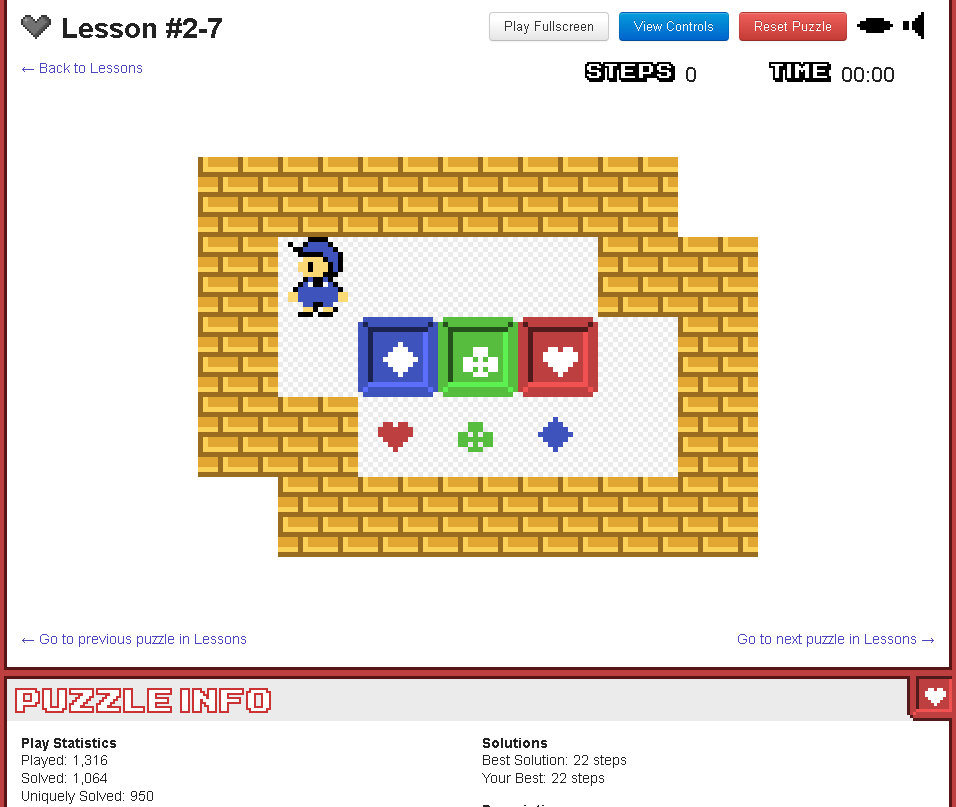 Lesson #2-7
Play Fullscreen
View Controls
Reset Puzzle
← Back to Lessons
STEPS 0
TIME 00:00
← Go to previous puzzle in Lessons
Go to next puzzle in Lessons →
PUZZLE INFO
Play Statistics
Played: 1,316
Solved: 1,064
Uniquely Solved: 950
Solutions
Best Solution: 22 steps
Your Best: 22 steps